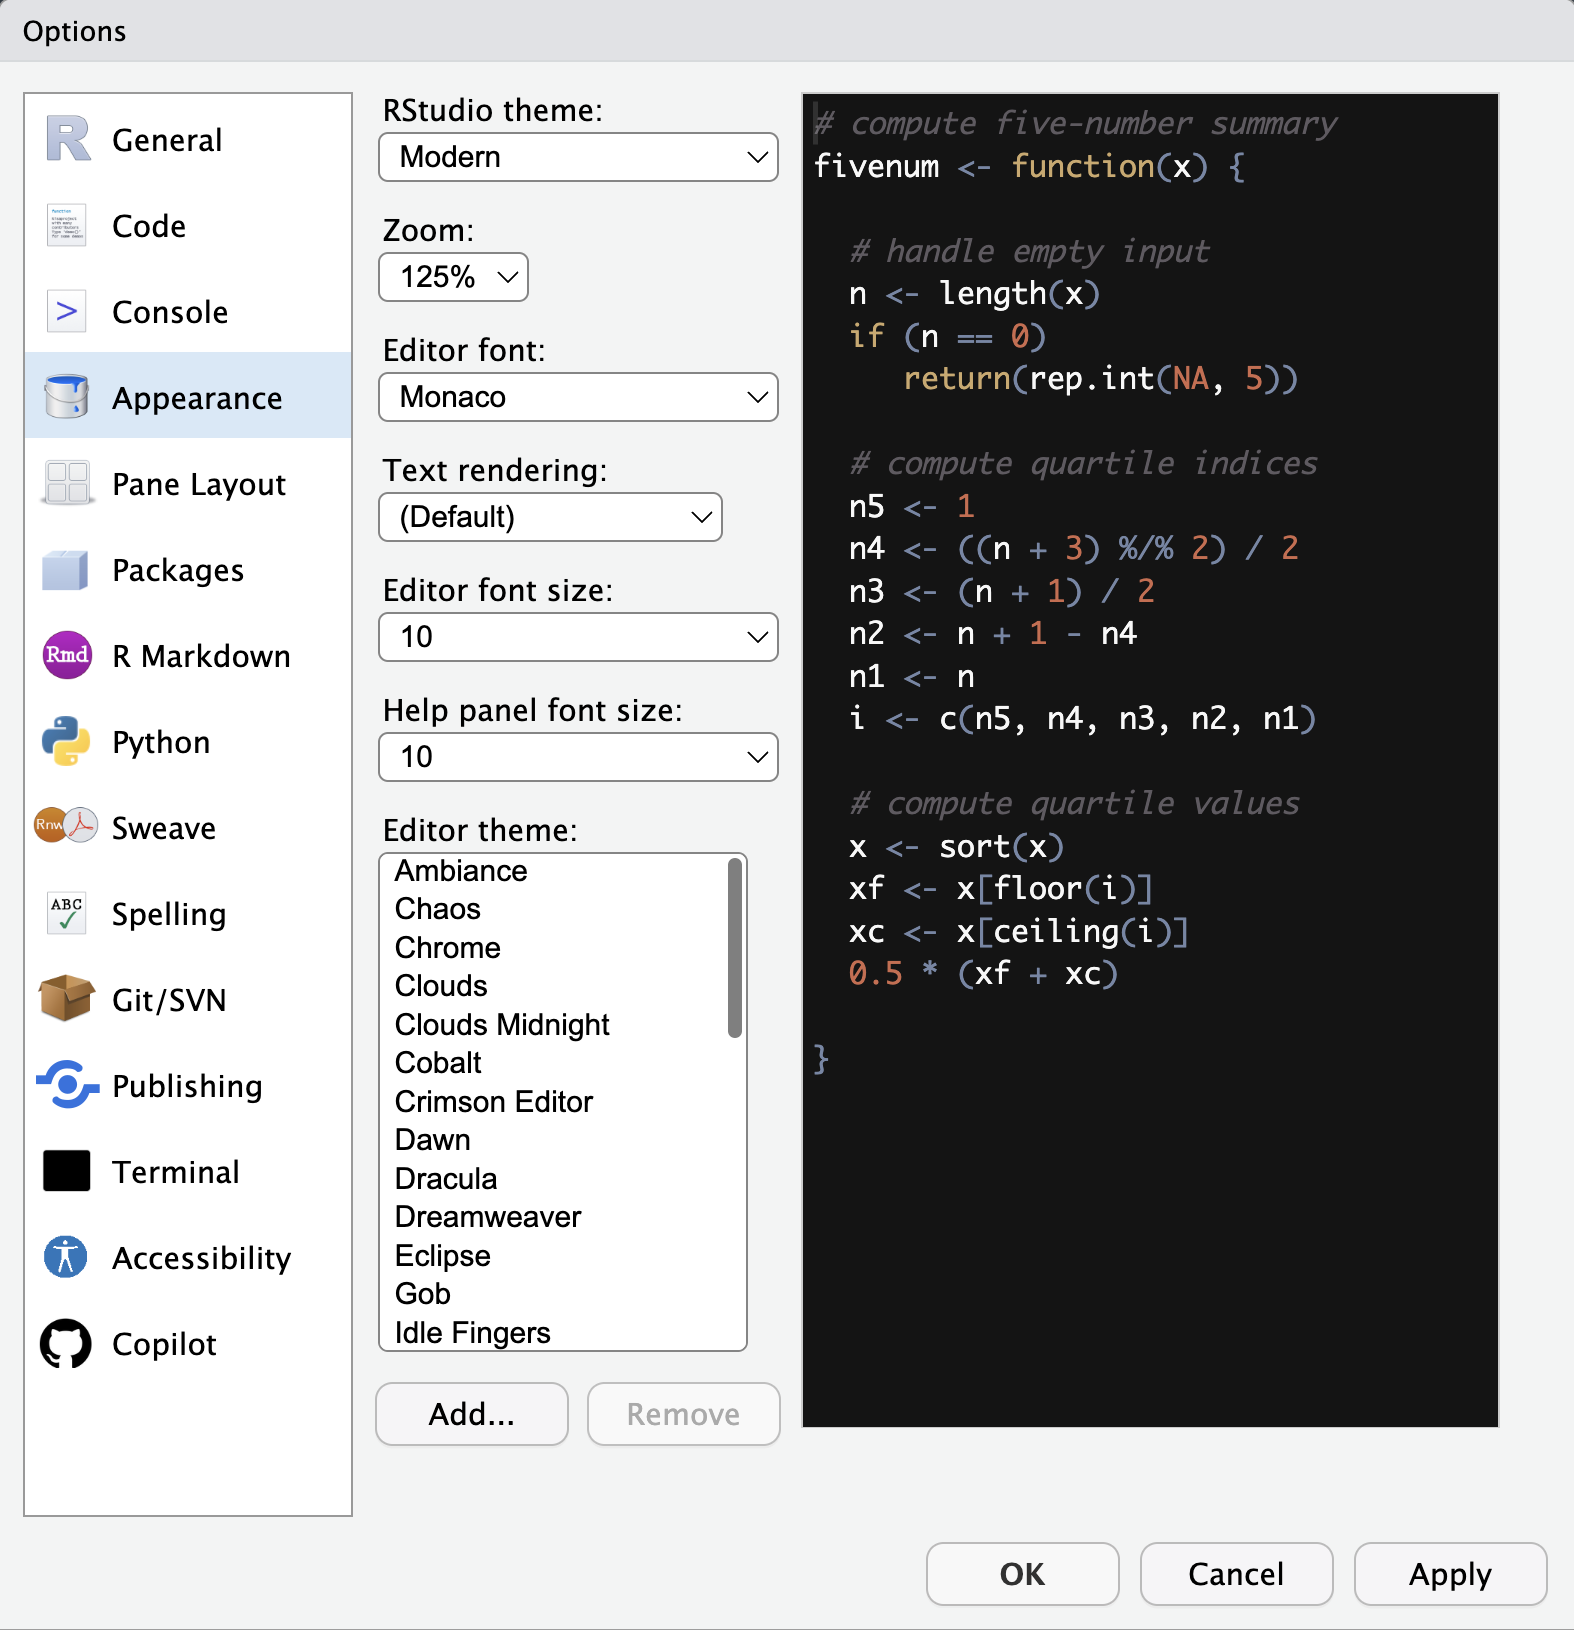 Options
General
Code
Console
Appearance
Pane Layout
Packages
Rmd
R Markdown
Python
Rnw
Sweave
ABC
Spelling
Git/SVN
Publishing
Terminal
Accessibility
Copilot
RStudio theme:
Modern
Zoom:
125%
Editor font:
Monaco
Text rendering:
(Default)
Editor font size:
10
Help panel font size:
10
Editor theme:
Ambiance
Chaos
Chrome
Clouds
Clouds Midnight
Cobalt
Crimson Editor
Dawn
Dracula
Dreamweaver
Eclipse
Gob
Idle Fingers
Add...
Remove
# compute five-number summary
fivenum <- function(x) {
  # handle empty input
  n <- length(x)
  if (n == 0)
     return(rep.int(NA, 5))
  # compute quartile indices
  n5 <- 1
  n4 <- ((n + 3) %/% 2) / 2
  n3 <- (n + 1) / 2
  n2 <- n + 1 - n4
  n1 <- n
  i <- c(n5, n4, n3, n2, n1)
  # compute quartile values
  x <- sort(x)
  xf <- x[floor(i)]
  xc <- x[ceiling(i)]
  0.5 * (xf + xc)
}
OK
Cancel
Apply